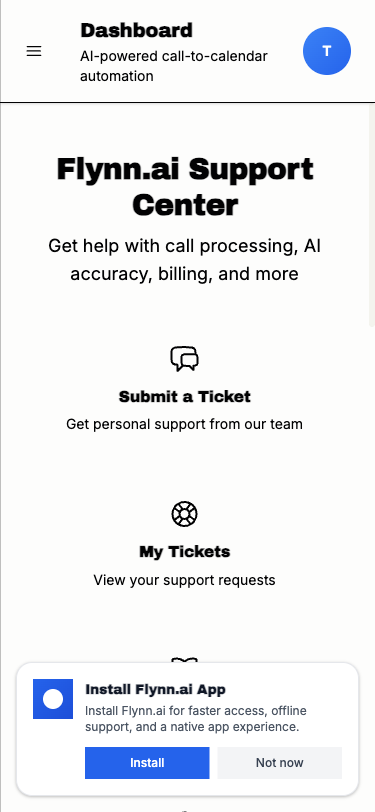 Dashboard
AI-powered call-to-calendar
automation
T
Flynn.ai Support
Center
Get help with call processing, AI
accuracy, billing, and more
Submit a Ticket
Get personal support from our team
My Tickets
View your support requests
Install Flynn.ai App
Install Flynn.ai for faster access, offline
support, and a native app experience.
Install
Not now